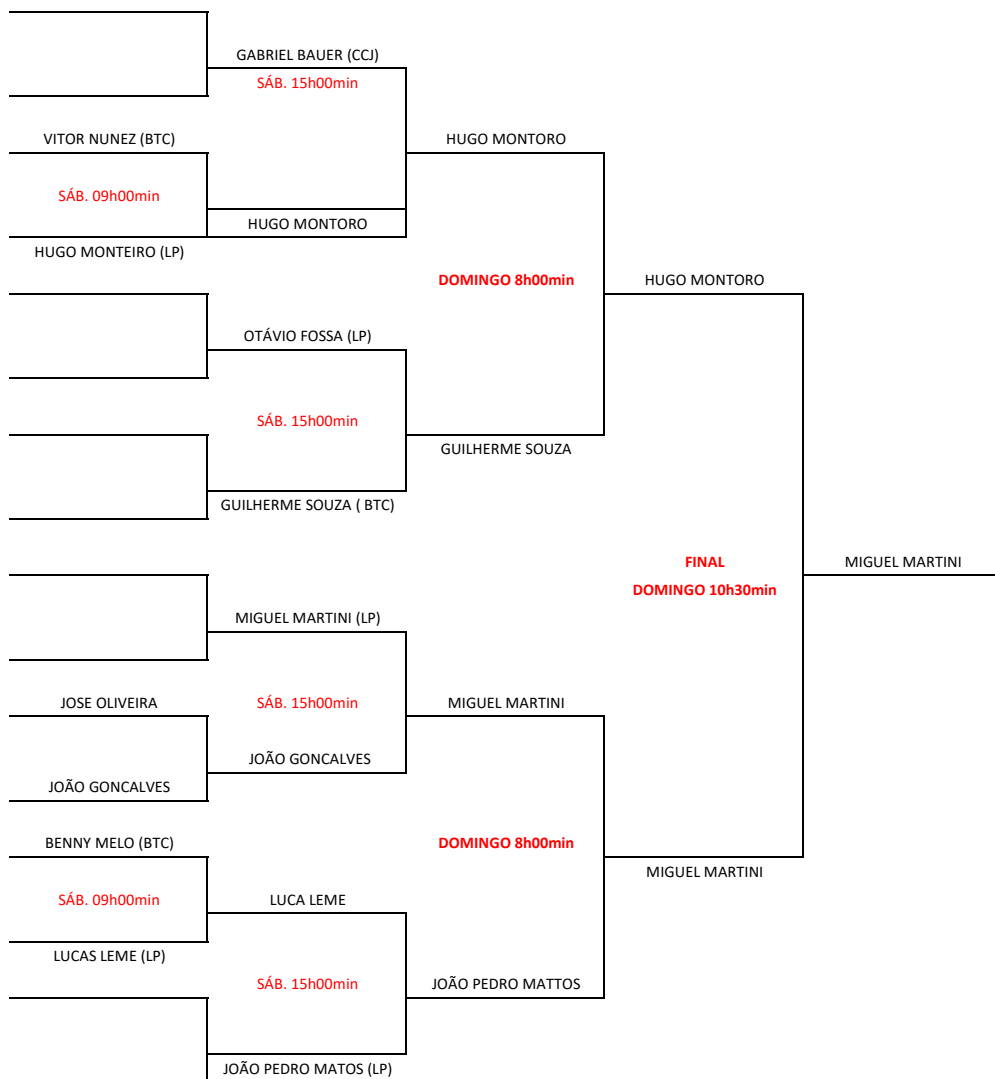 GABRIEL BAUER (CCJ)
SÁB. 15h00min
VITOR NUNEZ (BTC)
HUGO MONTORO
SÁB. 09h00min
HUGO MONTORO
HUGO MONTEIRO (LP)
DOMINGO 8h00min
HUGO MONTORO
OTÁVIO FOSSA (LP)
SÁB. 15h00min
GUILHERME SOUZA
GUILHERME SOUZA ( BTC)
FINAL
MIGUEL MARTINI
DOMINGO 10h30min
MIGUEL MARTINI (LP)
JOSE OLIVEIRA
SÁB. 15h00min
MIGUEL MARTINI
JOÃO GONCALVES
JOÃO GONCALVES
BENNY MELO (BTC)
DOMINGO 8h00min
MIGUEL MARTINI
SÁB. 09h00min
LUCA LEME
LUCAS LEME (LP)
SÁB. 15h00min
JOÃO PEDRO MATTOS
JOÃO PEDRO MATOS (LP)